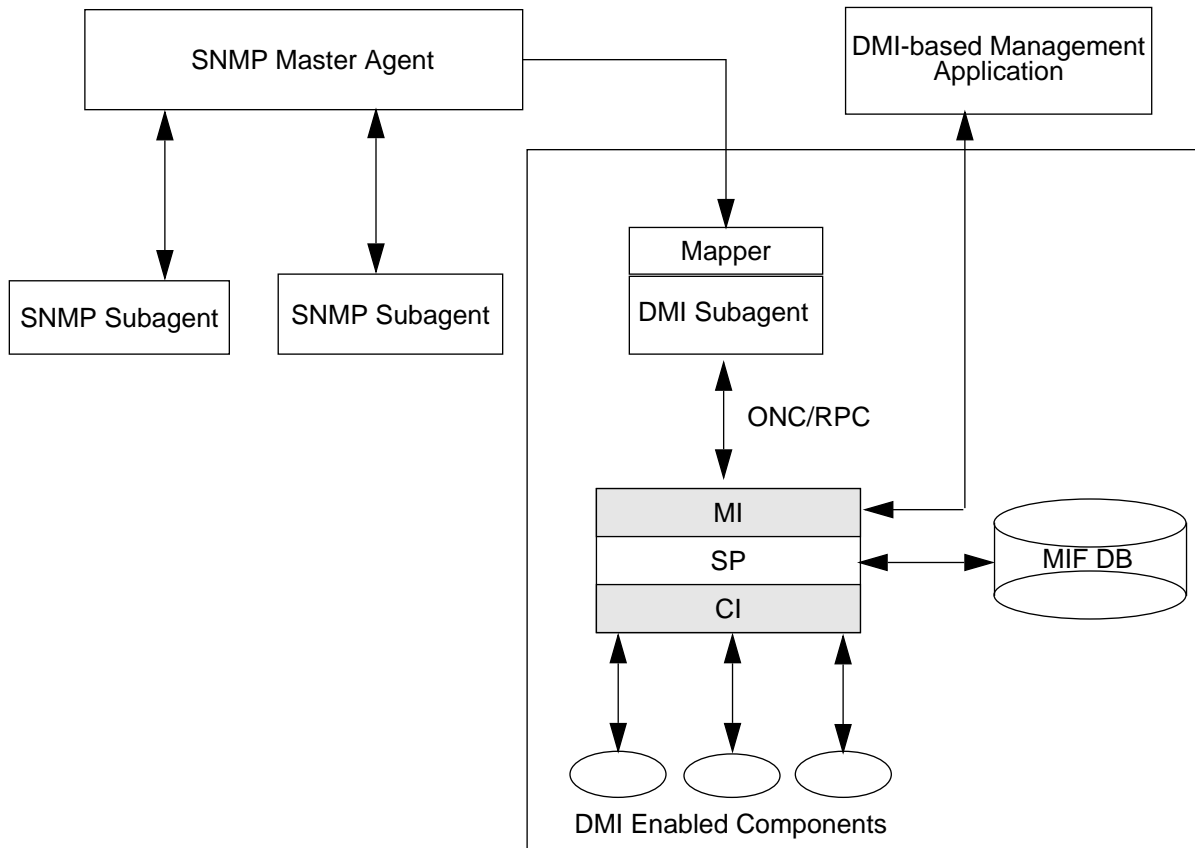 SNMP Master Agent
DMI-based Management
Application
Mapper
SNMP Subagent
SNMP Subagent
DMI Subagent
ONC/RPC
MI
SP
MIF DB
CI
DMI Enabled Components